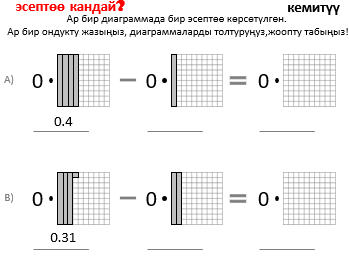 эсептөө кандай?
кемитүү
Ар бир диаграммада бир эсептөө көрсөтүлгөн.
Ар бир ондукту жазыңыз, диаграммаларды толтуруңуз,жоопту табыңыз!
A) 0 • − 0 • = 0 •
0.4
B) 0 • − 0 • = 0 •
0.31